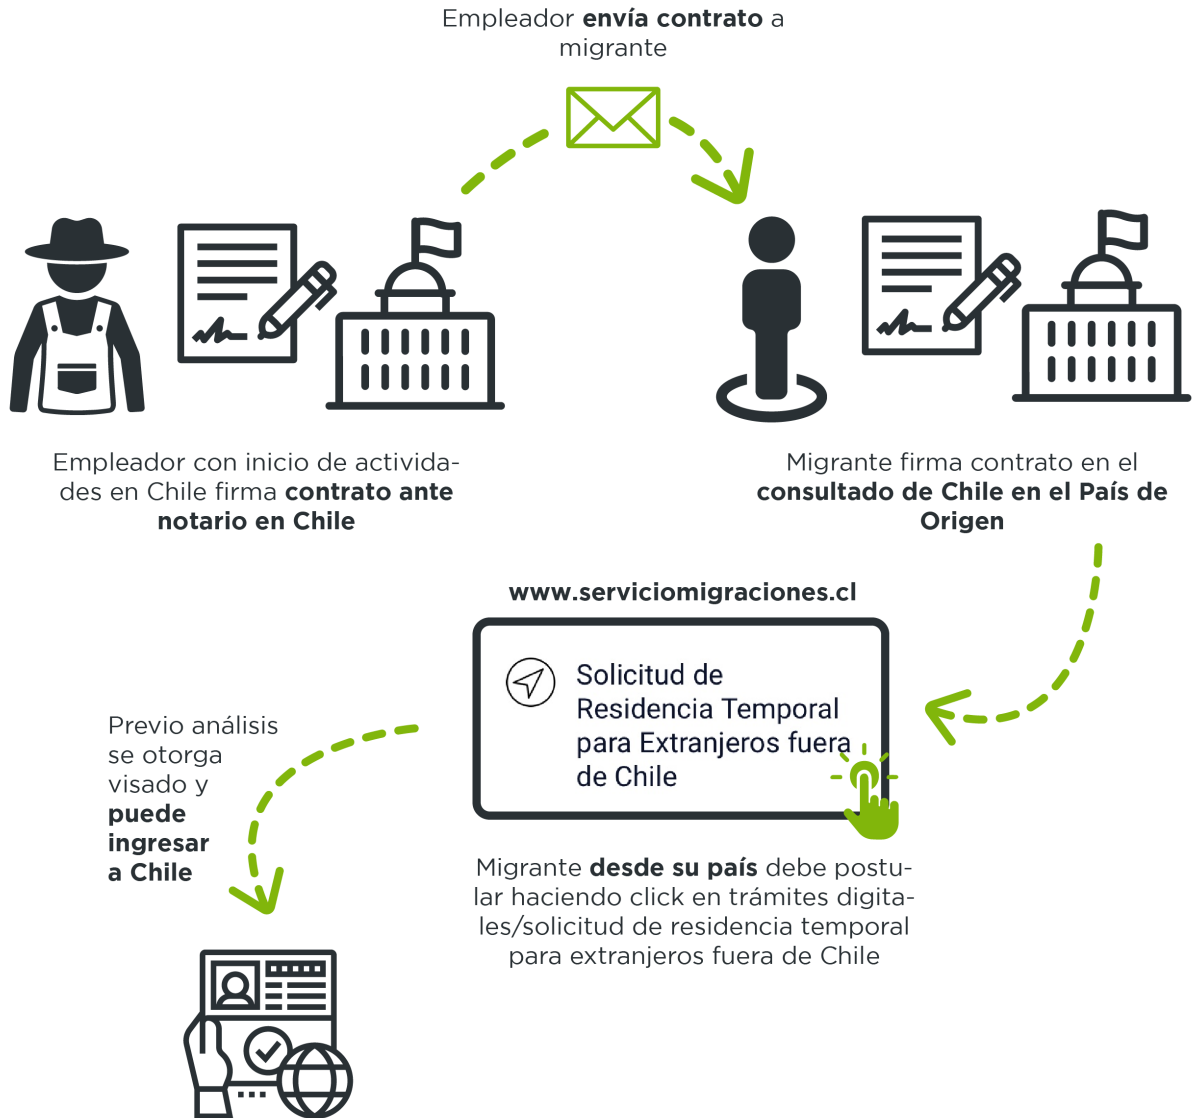 Empleador envía contrato a
migrante
Empleador con inicio de activida-
des en Chile firma contrato ante
notario en Chile
Migrante firma contrato en el
consultado de Chile en el País de
Origen
www.serviciomigraciones.cl
Solicitud de
Residencia Temporal
para Extranjeros fuera
de Chile
Migrante desde su país debe postu-
lar haciendo click en trámites digita-
les/solicitud de residencia temporal
para extranjeros fuera de Chile
Previo análisis
se otorga
visado y
puede
ingresar
a Chile